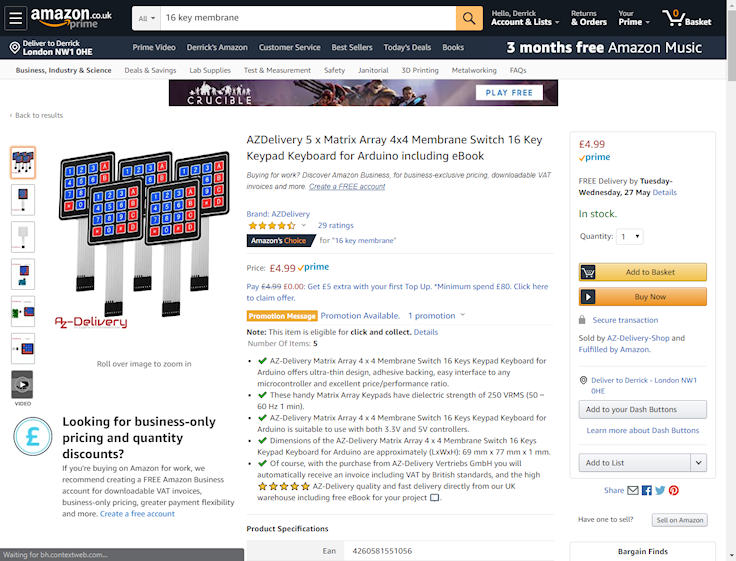 amazon.co.uk
prime
All
16 key membrane
Hello, Derrick
Account & Lists
Returns
& Orders
Your
Prime
0
Basket
Deliver to Derrick
London NW1 0HE
Prime Video
Derrick's Amazon
Customer Service
Best Sellers
Today's Deals
Books
3 months free Amazon Music
Business, Industry & Science
Deals & Savings
Lab Supplies
Test & Measurement
Safety
Janitorial
3D Printing
Metalworking
FAQs
CRUCIBLE
PLAY FREE
‹ Back to results
AZDelivery 5 x Matrix Array 4x4 Membrane Switch 16 Key
Keypad Keyboard for Arduino including eBook
Buying for work? Discover Amazon Business, for business-exclusive pricing, downloadable VAT
invoices and more. Create a FREE account
Brand: AZDelivery
29 ratings
Amazon's Choice for "16 key membrane"
Price: £4.99 prime
Pay £4.99 £0.00: Get £5 extra with your first Top Up. *Minimum spend £80. Click here
to claim offer.
Promotion Message Promotion Available. 1 promotion
Note: This item is eligible for click and collect. Details
Number Of Items: 5
AZ-Delivery Matrix Array 4 x 4 Membrane Switch 16 Keys Keypad Keyboard for
Arduino offers ultra-thin design, adhesive backing, easy interface to any
microcontroller and excellent price/performance ratio.
These handy Matrix Array Keypads have dielectric strength of 250 VRMS (50 ~
60 Hz 1 min).
AZ-Delivery Matrix Array 4 x 4 Membrane Switch 16 Keys Keypad Keyboard for
Arduino is suitable to use with both 3.3V and 5V controllers.
Dimensions of the AZ-Delivery Matrix Array 4 x 4 Membrane Switch 16 Keys
Keypad Keyboard for Arduino are approximately (LxWxH): 69 mm x 77 mm x 1 mm.
Of course, with the purchase from AZ-Delivery Vertriebs GmbH you will
automatically receive an invoice including VAT by British standards, and the high
AZ-Delivery quality and fast delivery directly from our UK
warehouse including free eBook for your project
Product Specifications
Ean
4260581551056
Az-Delivery
Roll over image to zoom in
VIDEO
Looking for business-only
pricing and quantity
discounts?
If you're buying on Amazon for work, we
recommend creating a FREE Amazon Business
account for downloadable VAT invoices,
business-only pricing, greater payment flexibility
and more. Create a free account
Waiting for bh.contextweb.com...
£4.99
prime
FREE Delivery by Tuesday-
Wednesday, 27 May Details
In stock.
Quantity: 1
Add to Basket
Buy Now
Secure transaction
Sold by AZ-Delivery-Shop and
Fulfilled by Amazon.
Deliver to Derrick - London NW1
0HE
Add to your Dash Buttons
Learn more about Dash Buttons
Add to List
Share
Have one to sell?
Sell on Amazon
Bargain Finds